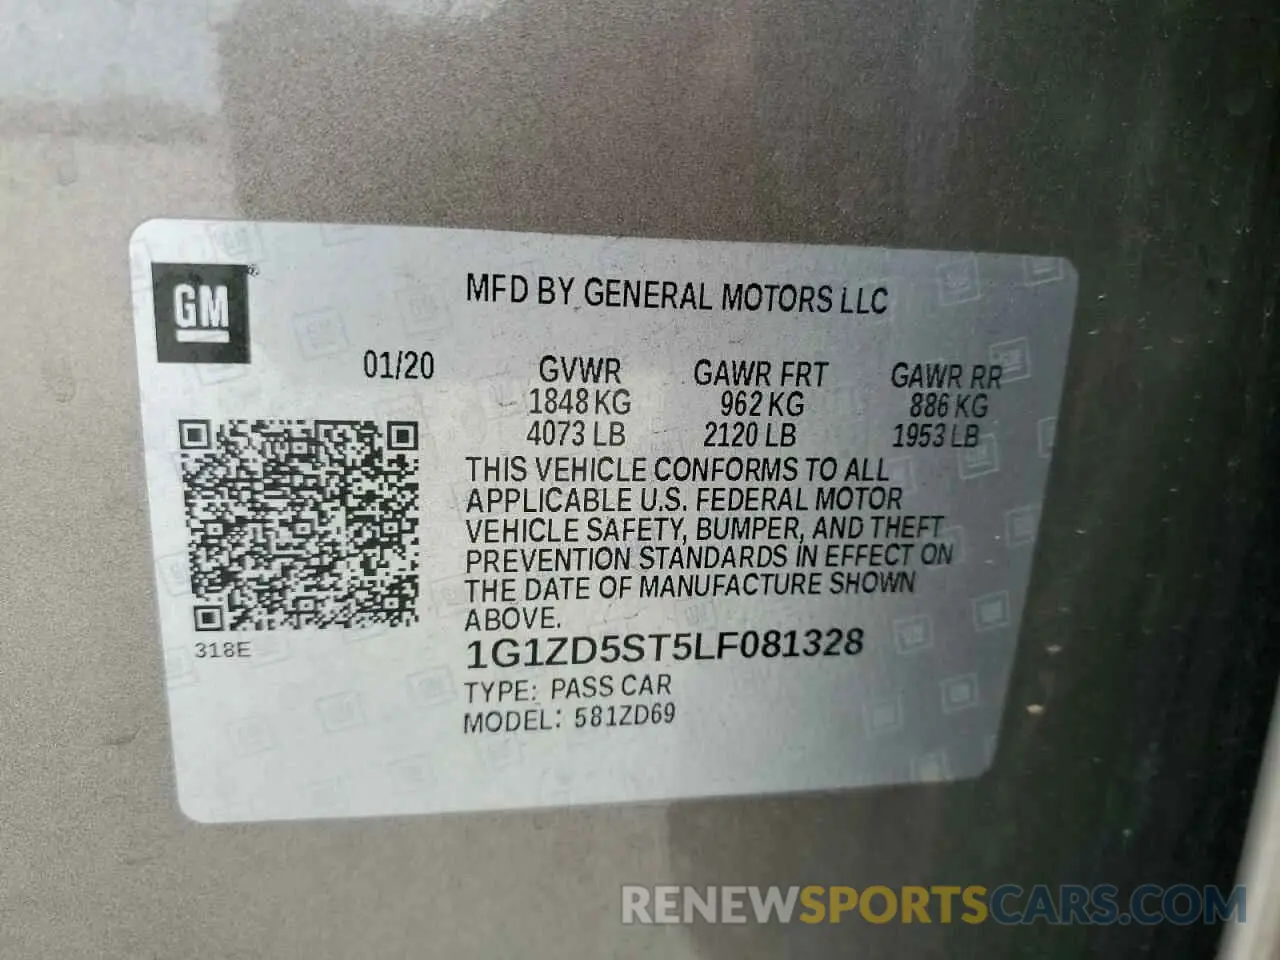 GM®
MFD BY GENERAL MOTORS LLC
01/20 GVWR GAWR FRT GAWR RR
1848 KG 962 KG 886 KG
4073 LB 2120 LB 1953 LB
THIS VEHICLE CONFORMS TO ALL
APPLICABLE U.S. FEDERAL MOTOR
VEHICLE SAFETY, BUMPER, AND THEFT
PREVENTION STANDARDS IN EFFECT ON
THE DATE OF MANUFACTURE SHOWN
ABOVE.
318E
1G1ZD5ST5LF081328
TYPE: PASS CAR
MODEL: 581ZD69
RENEWSPORTSCARS.COM